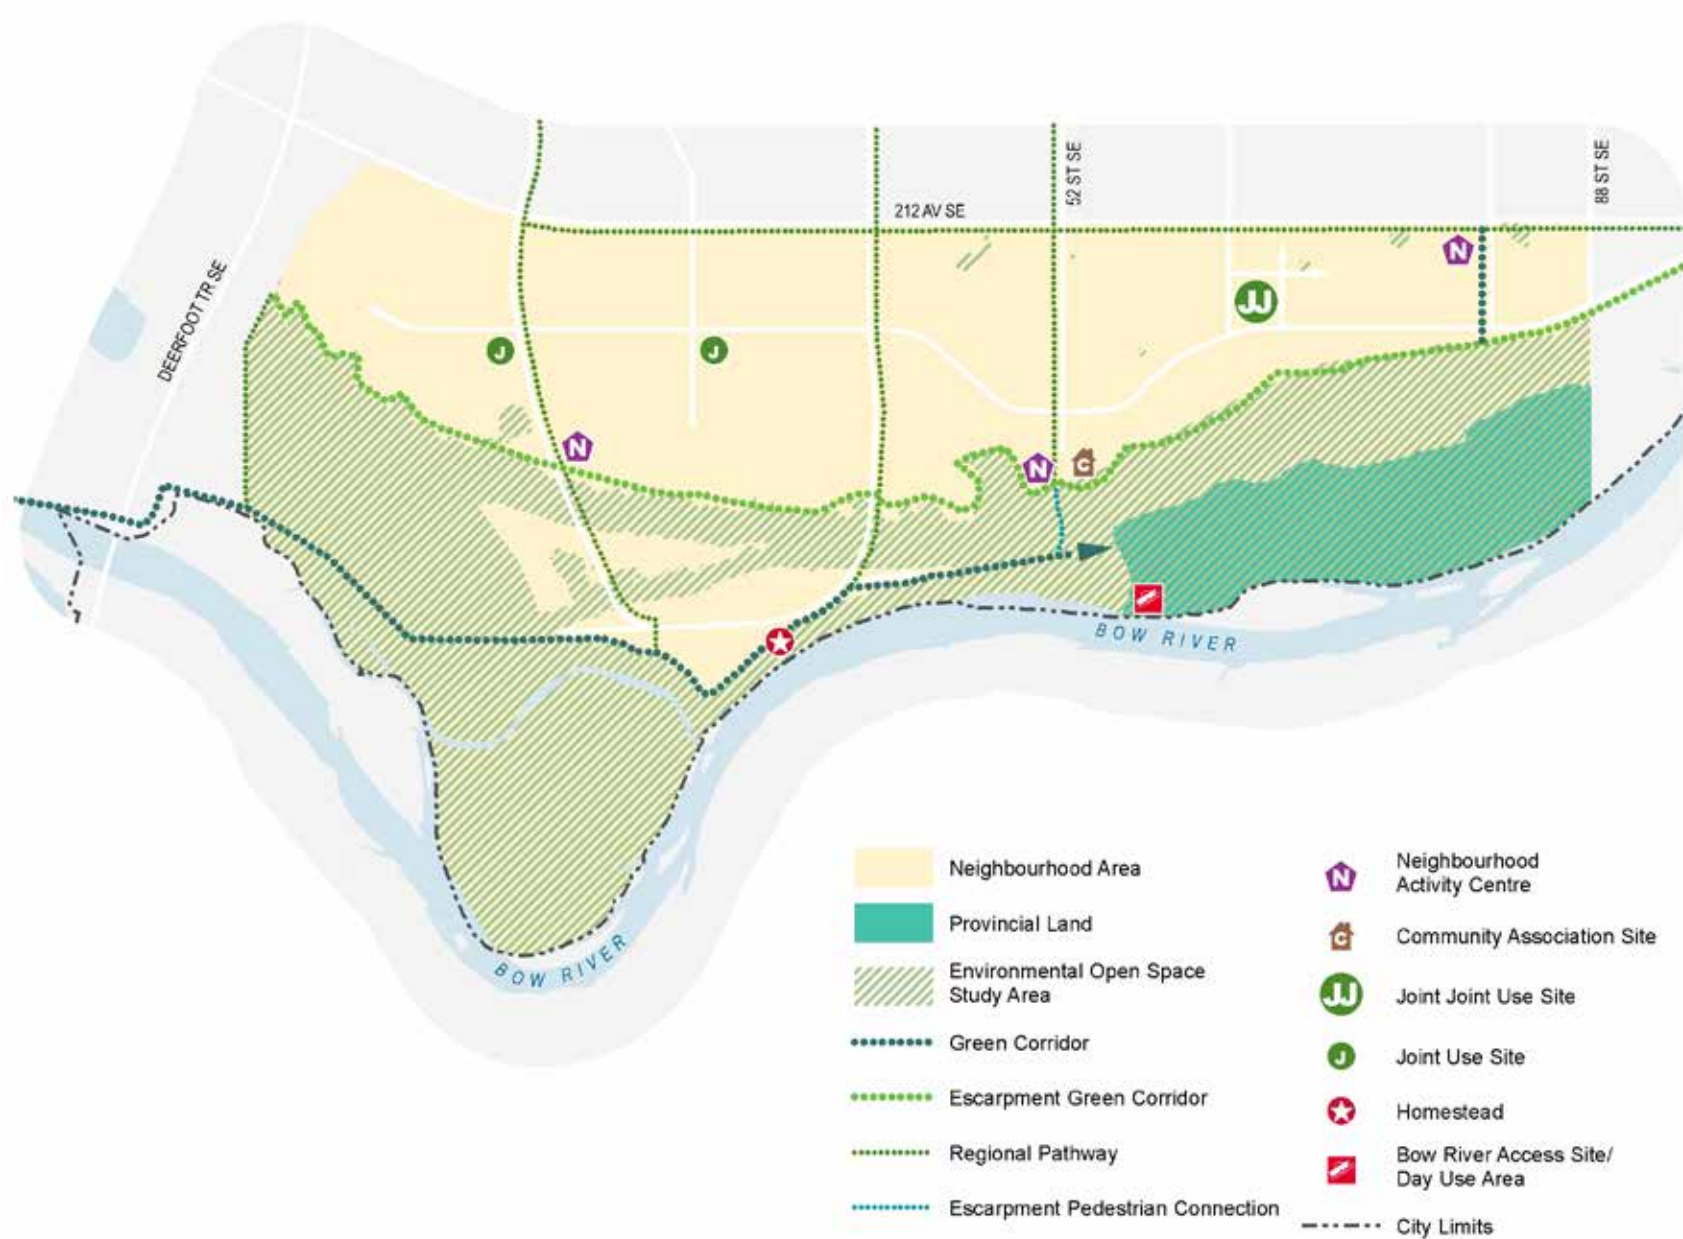 52 ST SE
88 ST SE
212 AV SE
N
DEERFOOT TR SE
JJ
J
J
N
N
C
BOW RIVER
BOW RIVER
Neighbourhood Area
Provincial Land
Environmental Open Space
Study Area
Green Corridor
Escarpment Green Corridor
Regional Pathway
Escarpment Pedestrian Connection
N
Neighbourhood
Activity Centre
C
Community Association Site
JJ
Joint Joint Use Site
J
Joint Use Site
Homestead
Bow River Access Site/
Day Use Area
City Limits